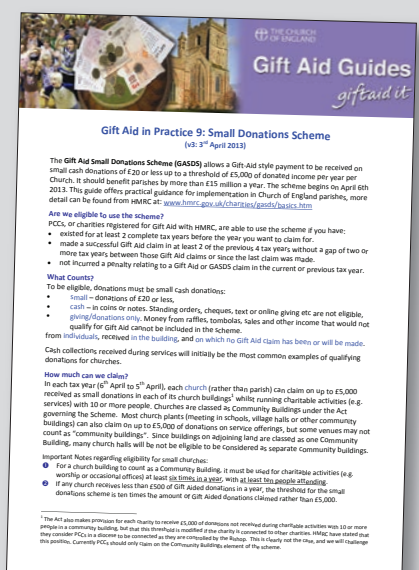 THE CHURCH
OF ENGLAND
Gift Aid Guides
giftaid it
Gift Aid in Practice 9: Small Donations Scheme
(v3: 3rd April 2013)
The Gift Aid Small Donations Scheme (GASDS) allows a Gift-Aid style payment to be received on
small cash donations of £20 or less up to a threshold of £5,000 of donated income per year per
Church. It should benefit parishes by more than £15 million a year. The scheme begins on April 6th
2013. This guide offers practical guidance for implementation in Church of England parishes, more
detail can be found from HMRC at: www.hmrc.gov.uk/charities/gasds/basics.htm
Are we eligible to use the scheme?
PCCs, or charities registered for Gift Aid with HMRC, are able to use the scheme if you have:
• existed for at least 2 complete tax years before the year you want to claim for.
• made a successful Gift Aid claim in at least 2 of the previous 4 tax years without a gap of two or
more tax years between those Gift Aid claims or since the last claim was made.
• not incurred a penalty relating to a Gift Aid or GASDS claim in the current or previous tax year.
What Counts?
To be eligible, donations must be small cash donations:
• small – donations of £20 or less,
• cash – in coins or notes. Standing orders, cheques, text or online giving etc are not eligible,
• giving/donations only. Money from raffles, tombolas, sales and other income that would not
qualify for Gift Aid cannot be included in the scheme.
from individuals, received in the building, and on which no Gift Aid claim has been or will be made.
Cash collections received during services will initially be the most common examples of qualifying
donations for churches.
How much can we claim?
In each tax year (6th April to 5th April), each church (rather than parish) can claim on up to £5,000
received as small donations in each of its church buildings1 whilst running charitable activities (e.g.
services) with 10 or more people. Churches are classed as Community Buildings under the Act
governing the Scheme. Most church plants (meeting in schools, village halls or other community
buildings) can also claim on up to £5,000 of donations on service offerings, but some venues may not
count as "community buildings". Since buildings on adjoining land are classed as one Community
Building, many church halls will not be eligible to be considered as separate community buildings.
Important Notes regarding eligibility for small churches:
1 For a church building to count as a Community Building, it must be used for charitable activities (e.g.
worship or occasional offices) at least six times in a year, with at least ten people attending.
2 If any church receives less than £500 of Gift Aided donations in a year, the threshold for the small
donations scheme is ten times the amount of Gift Aided Donations claimed rather than £5,000.
1 The Act also makes provision for each charity to receive £5,000 of donations not received during charitable activities with 10 or more
people in a community building, but that this threshold is modified if the charity is connected to other charities. HMRC have stated that
they consider PCCs in a diocese to be connected as they are controlled by the Bishop. This is clearly not the case, and we will challenge
this position. Currently PCCs should only claim on the Community Buildings element of the scheme.